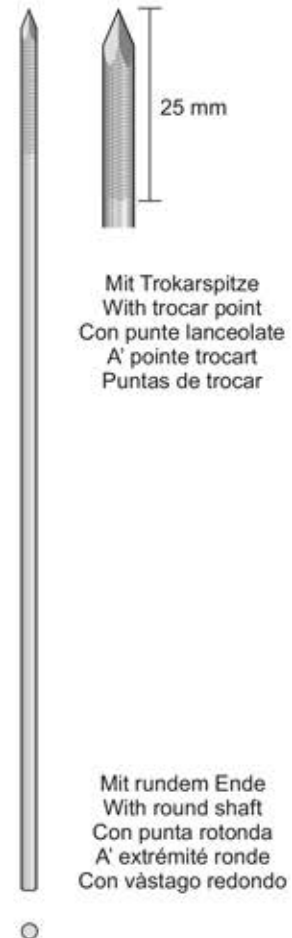 25 mm
Mit Trokarspitze
With trocar point
Con punte lanceolate
A' pointe trocart
Puntas de trocar
Mit rundem Ende
With round shaft
Con punta rotonda
A' extrémité ronde
Con vàstago redondo